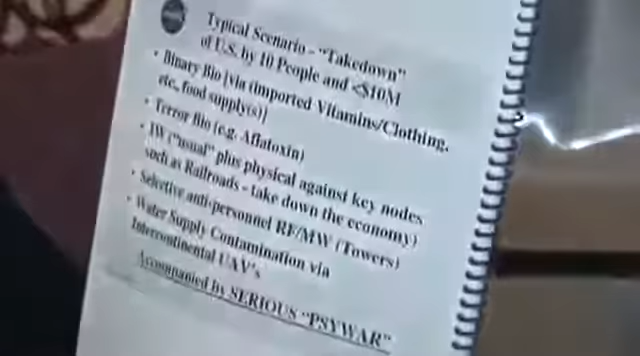 Typical Scenario - "Takedown"
of U.S. by 10 People and <$10M
• Binary Bio [via (imported Vitamins/Clothing,
etc, food supply(s)]
• Terror Bio (e.g. Aflatoxin)
• IW ("usual" plus physical against key nodes
such as Railroads - take down the economy)
• Selective anti-personnel RF/MW (Towers)
• Water Supply Contamination via
Intercontinental UAV's
Accompanied by SERIOUS "PSYWAR"